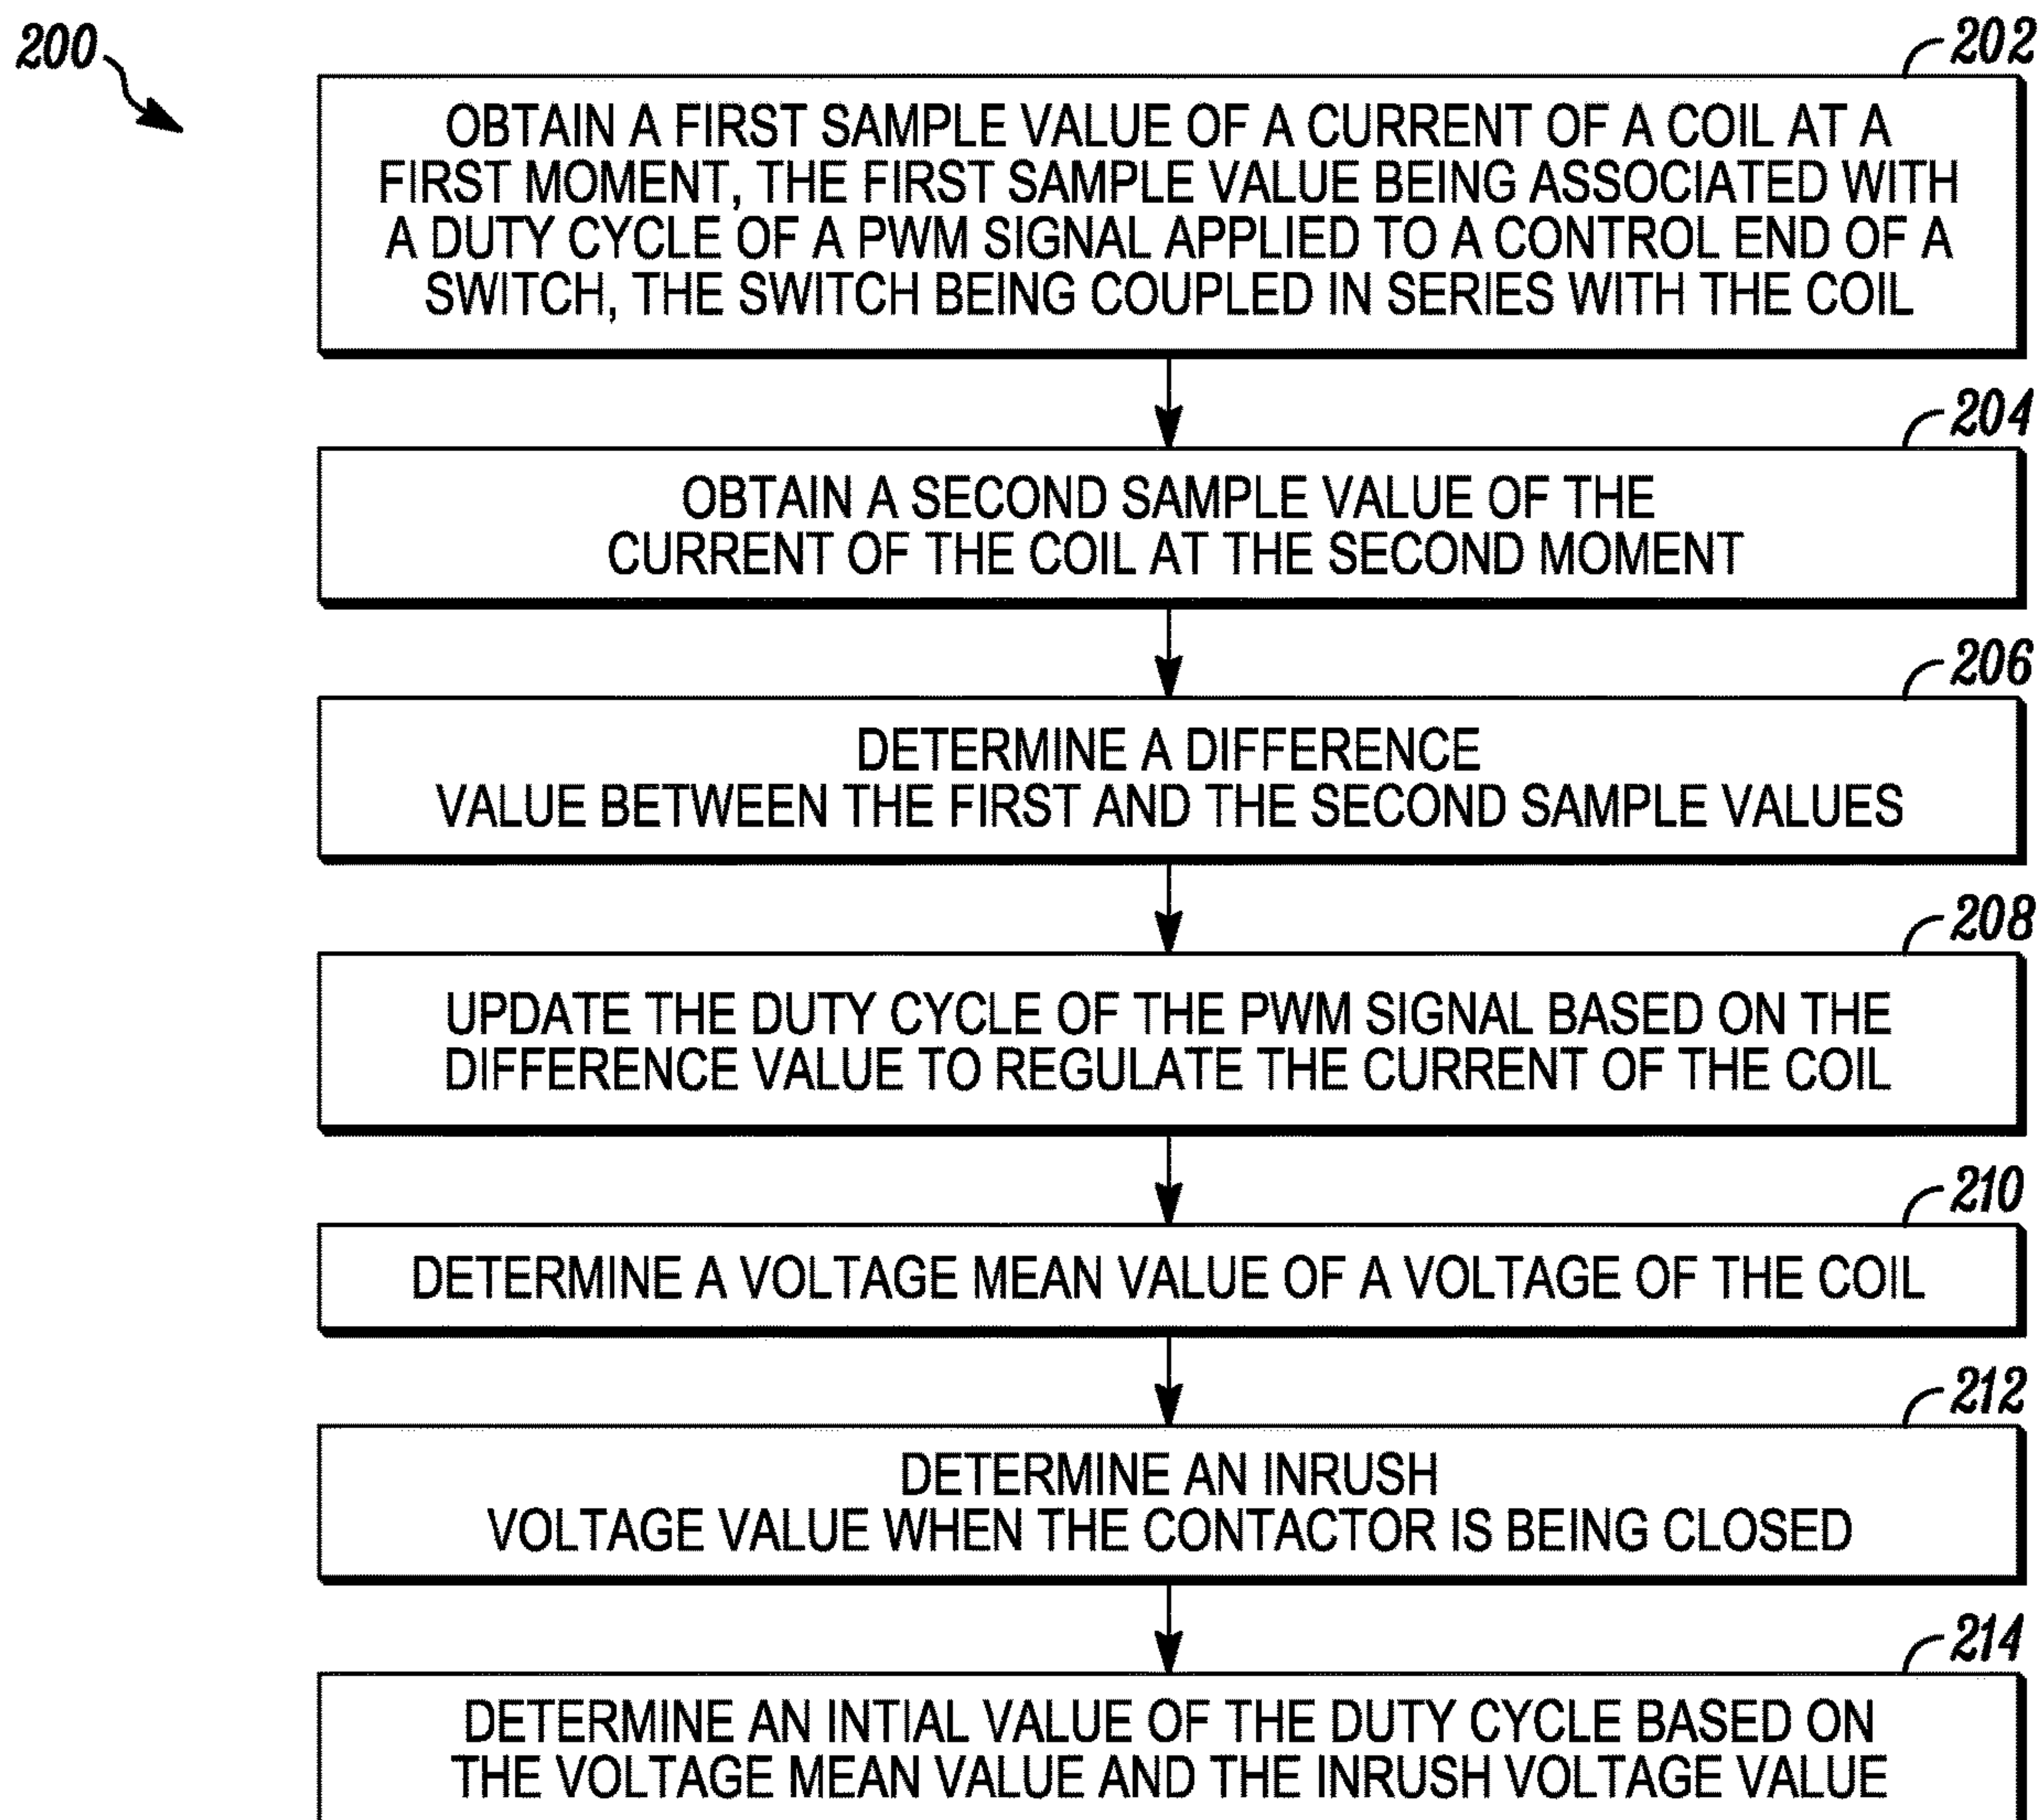 200
202
OBTAIN A FIRST SAMPLE VALUE OF A CURRENT OF A COIL AT A
FIRST MOMENT, THE FIRST SAMPLE VALUE BEING ASSOCIATED WITH
A DUTY CYCLE OF A PWM SIGNAL APPLIED TO A CONTROL END OF A
SWITCH, THE SWITCH BEING COUPLED IN SERIES WITH THE COIL
204
OBTAIN A SECOND SAMPLE VALUE OF THE
CURRENT OF THE COIL AT THE SECOND MOMENT
206
DETERMINE A DIFFERENCE
VALUE BETWEEN THE FIRST AND THE SECOND SAMPLE VALUES
208
UPDATE THE DUTY CYCLE OF THE PWM SIGNAL BASED ON THE
DIFFERENCE VALUE TO REGULATE THE CURRENT OF THE COIL
210
DETERMINE A VOLTAGE MEAN VALUE OF A VOLTAGE OF THE COIL
212
DETERMINE AN INRUSH
VOLTAGE VALUE WHEN THE CONTACTOR IS BEING CLOSED
214
DETERMINE AN INTIAL VALUE OF THE DUTY CYCLE BASED ON
THE VOLTAGE MEAN VALUE AND THE INRUSH VOLTAGE VALUE